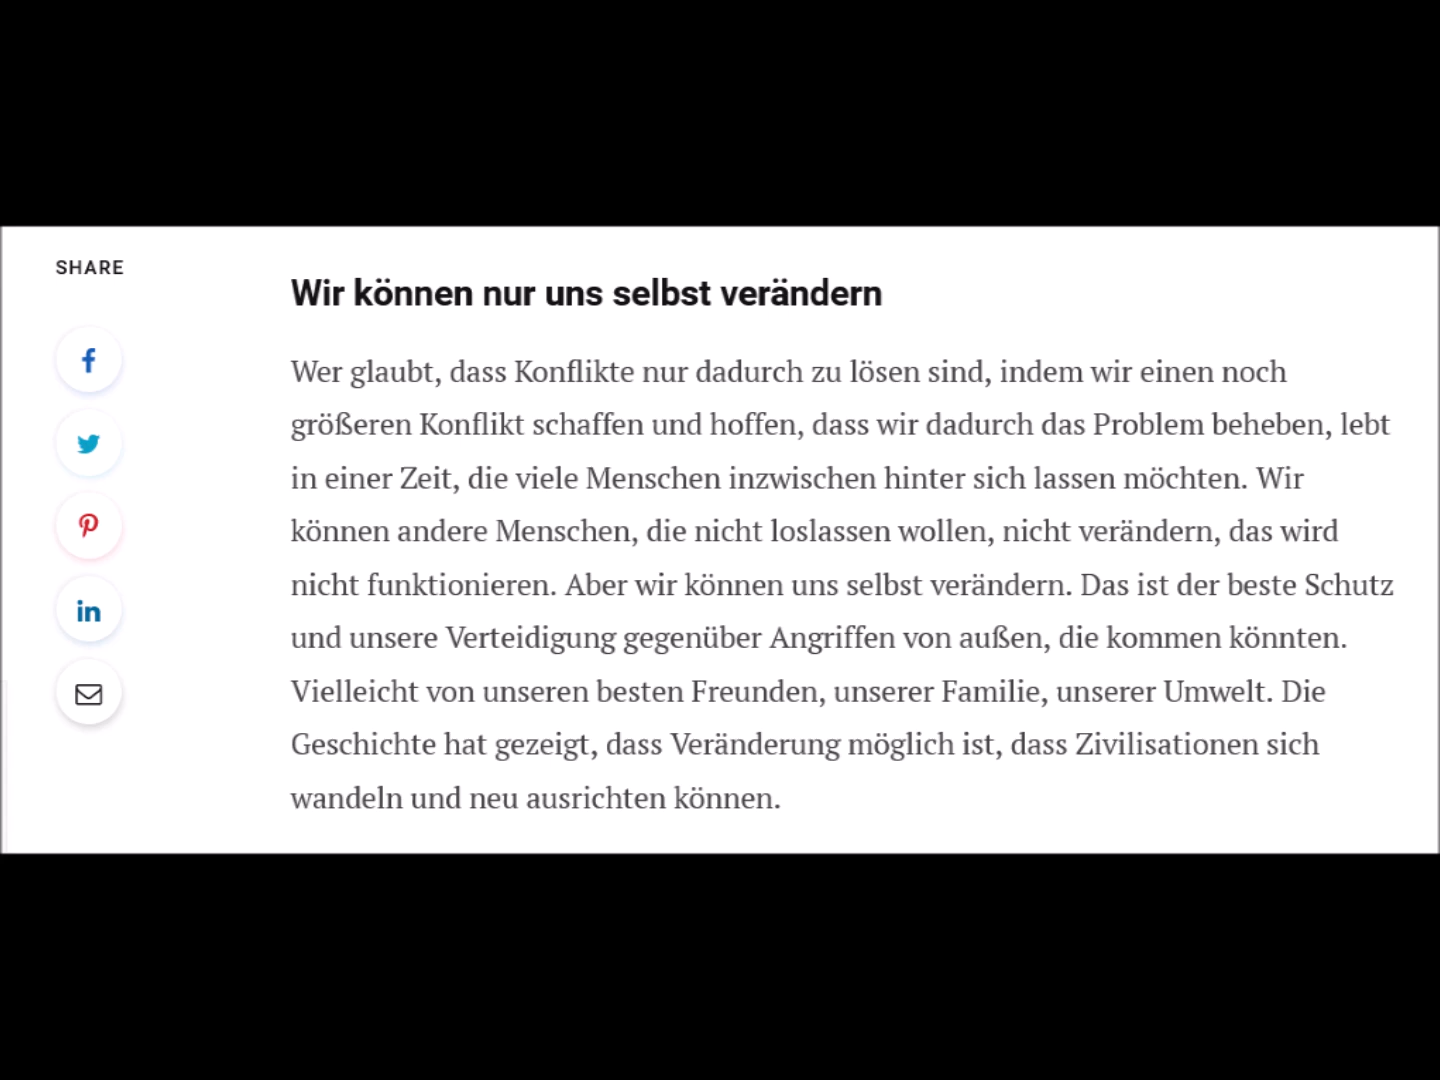 SHARE
Wir können nur uns selbst verändern
Wer glaubt, dass Konflikte nur dadurch zu lösen sind, indem wir einen noch
größeren Konflikt schaffen und hoffen, dass wir dadurch das Problem beheben, lebt
in einer Zeit, die viele Menschen inzwischen hinter sich lassen möchten. Wir
können andere Menschen, die nicht loslassen wollen, nicht verändern, das wird
nicht funktionieren. Aber wir können uns selbst verändern. Das ist der beste Schutz
und unsere Verteidigung gegenüber Angriffen von außen, die kommen könnten.
Vielleicht von unseren besten Freunden, unserer Familie, unserer Umwelt. Die
Geschichte hat gezeigt, dass Veränderung möglich ist, dass Zivilisationen sich
wandeln und neu ausrichten können.